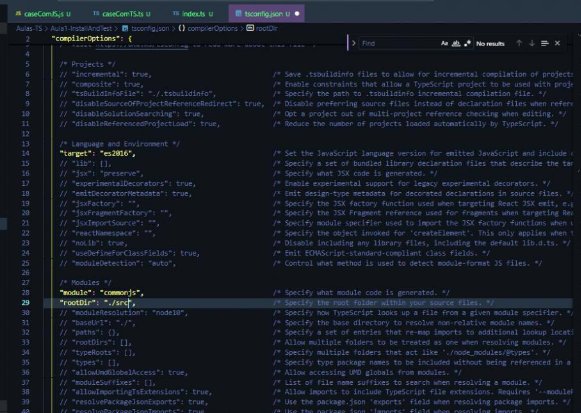 caseComJS.js caseComTS.ts index.ts tsconfig.json
Aulas-TS > Aula1-InstallAndTest > tsconfig.json > compilerOptions > rootDir
2 "compilerOptions": {
Find No results
4
5 /* Projects */
6 // "incremental": true, /* Save .tsbuildinfo files to allow for incremental compilation of projects
7 // "composite": true, /* Enable constraints that allow a TypeScript project to be used with proje
8 // "tsBuildInfoFile": "./.tsbuildinfo", /* Specify the path to .tsbuildinfo incremental compilation file. */
9 // "disableSourceOfProjectReferenceRedirect": true, /* Disable preferring source files instead of declaration files when refere
10 // "disableSolutionSearching": true, /* Opt a project out of multi-project reference checking when editing. */
11 // "disableReferencedProjectLoad": true, /* Reduce the number of projects loaded automatically by TypeScript. */
12
13 /* Language and Environment */
14 "target": "es2016", /* Set the JavaScript language version for emitted JavaScript and include c
15 // "lib": [], /* Specify a set of bundled library declaration files that describe the tar
16 // "jsx": "preserve", /* Specify what JSX code is generated. */
17 // "experimentalDecorators": true, /* Enable experimental support for legacy experimental decorators. */
18 // "emitDecoratorMetadata": true, /* Emit design-type metadata for decorated declarations in source files. */
19 // "jsxFactory": "", /* Specify the JSX factory function used when targeting React JSX emit, e.g
20 // "jsxFragmentFactory": "", /* Specify the JSX Fragment reference used for fragments when targeting Rea
21 // "jsxImportSource": "", /* Specify module specifier used to import the JSX factory functions when u
22 // "reactNamespace": "", /* Specify the object invoked for 'createElement'. This only applies when t
23 // "noLib": true, /* Disable including any library files, including the default lib.d.ts. */
24 // "useDefineForClassFields": true, /* Emit ECMAScript-standard-compliant class fields. */
25 // "moduleDetection": "auto", /* Control what method is used to detect module-format JS files. */
26
27 /* Modules */
28 "module": "commonjs", /* Specify what module code is generated. */
29 "rootDir": "./src", /* Specify the root folder within your source files. */
30 // "moduleResolution": "node10", /* Specify how TypeScript looks up a file from a given module specifier. */
31 // "baseUrl": "./", /* Specify the base directory to resolve non-relative module names. */
32 // "paths": {}, /* Specify a set of entries that re-map imports to additional lookup locati
33 // "rootDirs": [], /* Allow multiple folders to be treated as one when resolving modules. */
34 // "typeRoots": [], /* Specify multiple folders that act like './node_modules/@types'. */
35 // "types": [], /* Specify type package names to be included without being referenced in a
36 // "allowUmdGlobalAccess": true, /* Allow accessing UMD globals from modules. */
37 // "moduleSuffixes": [], /* List of file name suffixes to search when resolving a module. */
38 // "allowImportingTsExtensions": true, /* Allow imports to include TypeScript file extensions. Requires '--modul
39 // "resolvePackageJsonExports": true, /* Use the package.json 'exports' field when resolving package imports. */
40 // "resolvePackageJsonImports": true, /* Use the package.json 'imports' field when resolving imports. */